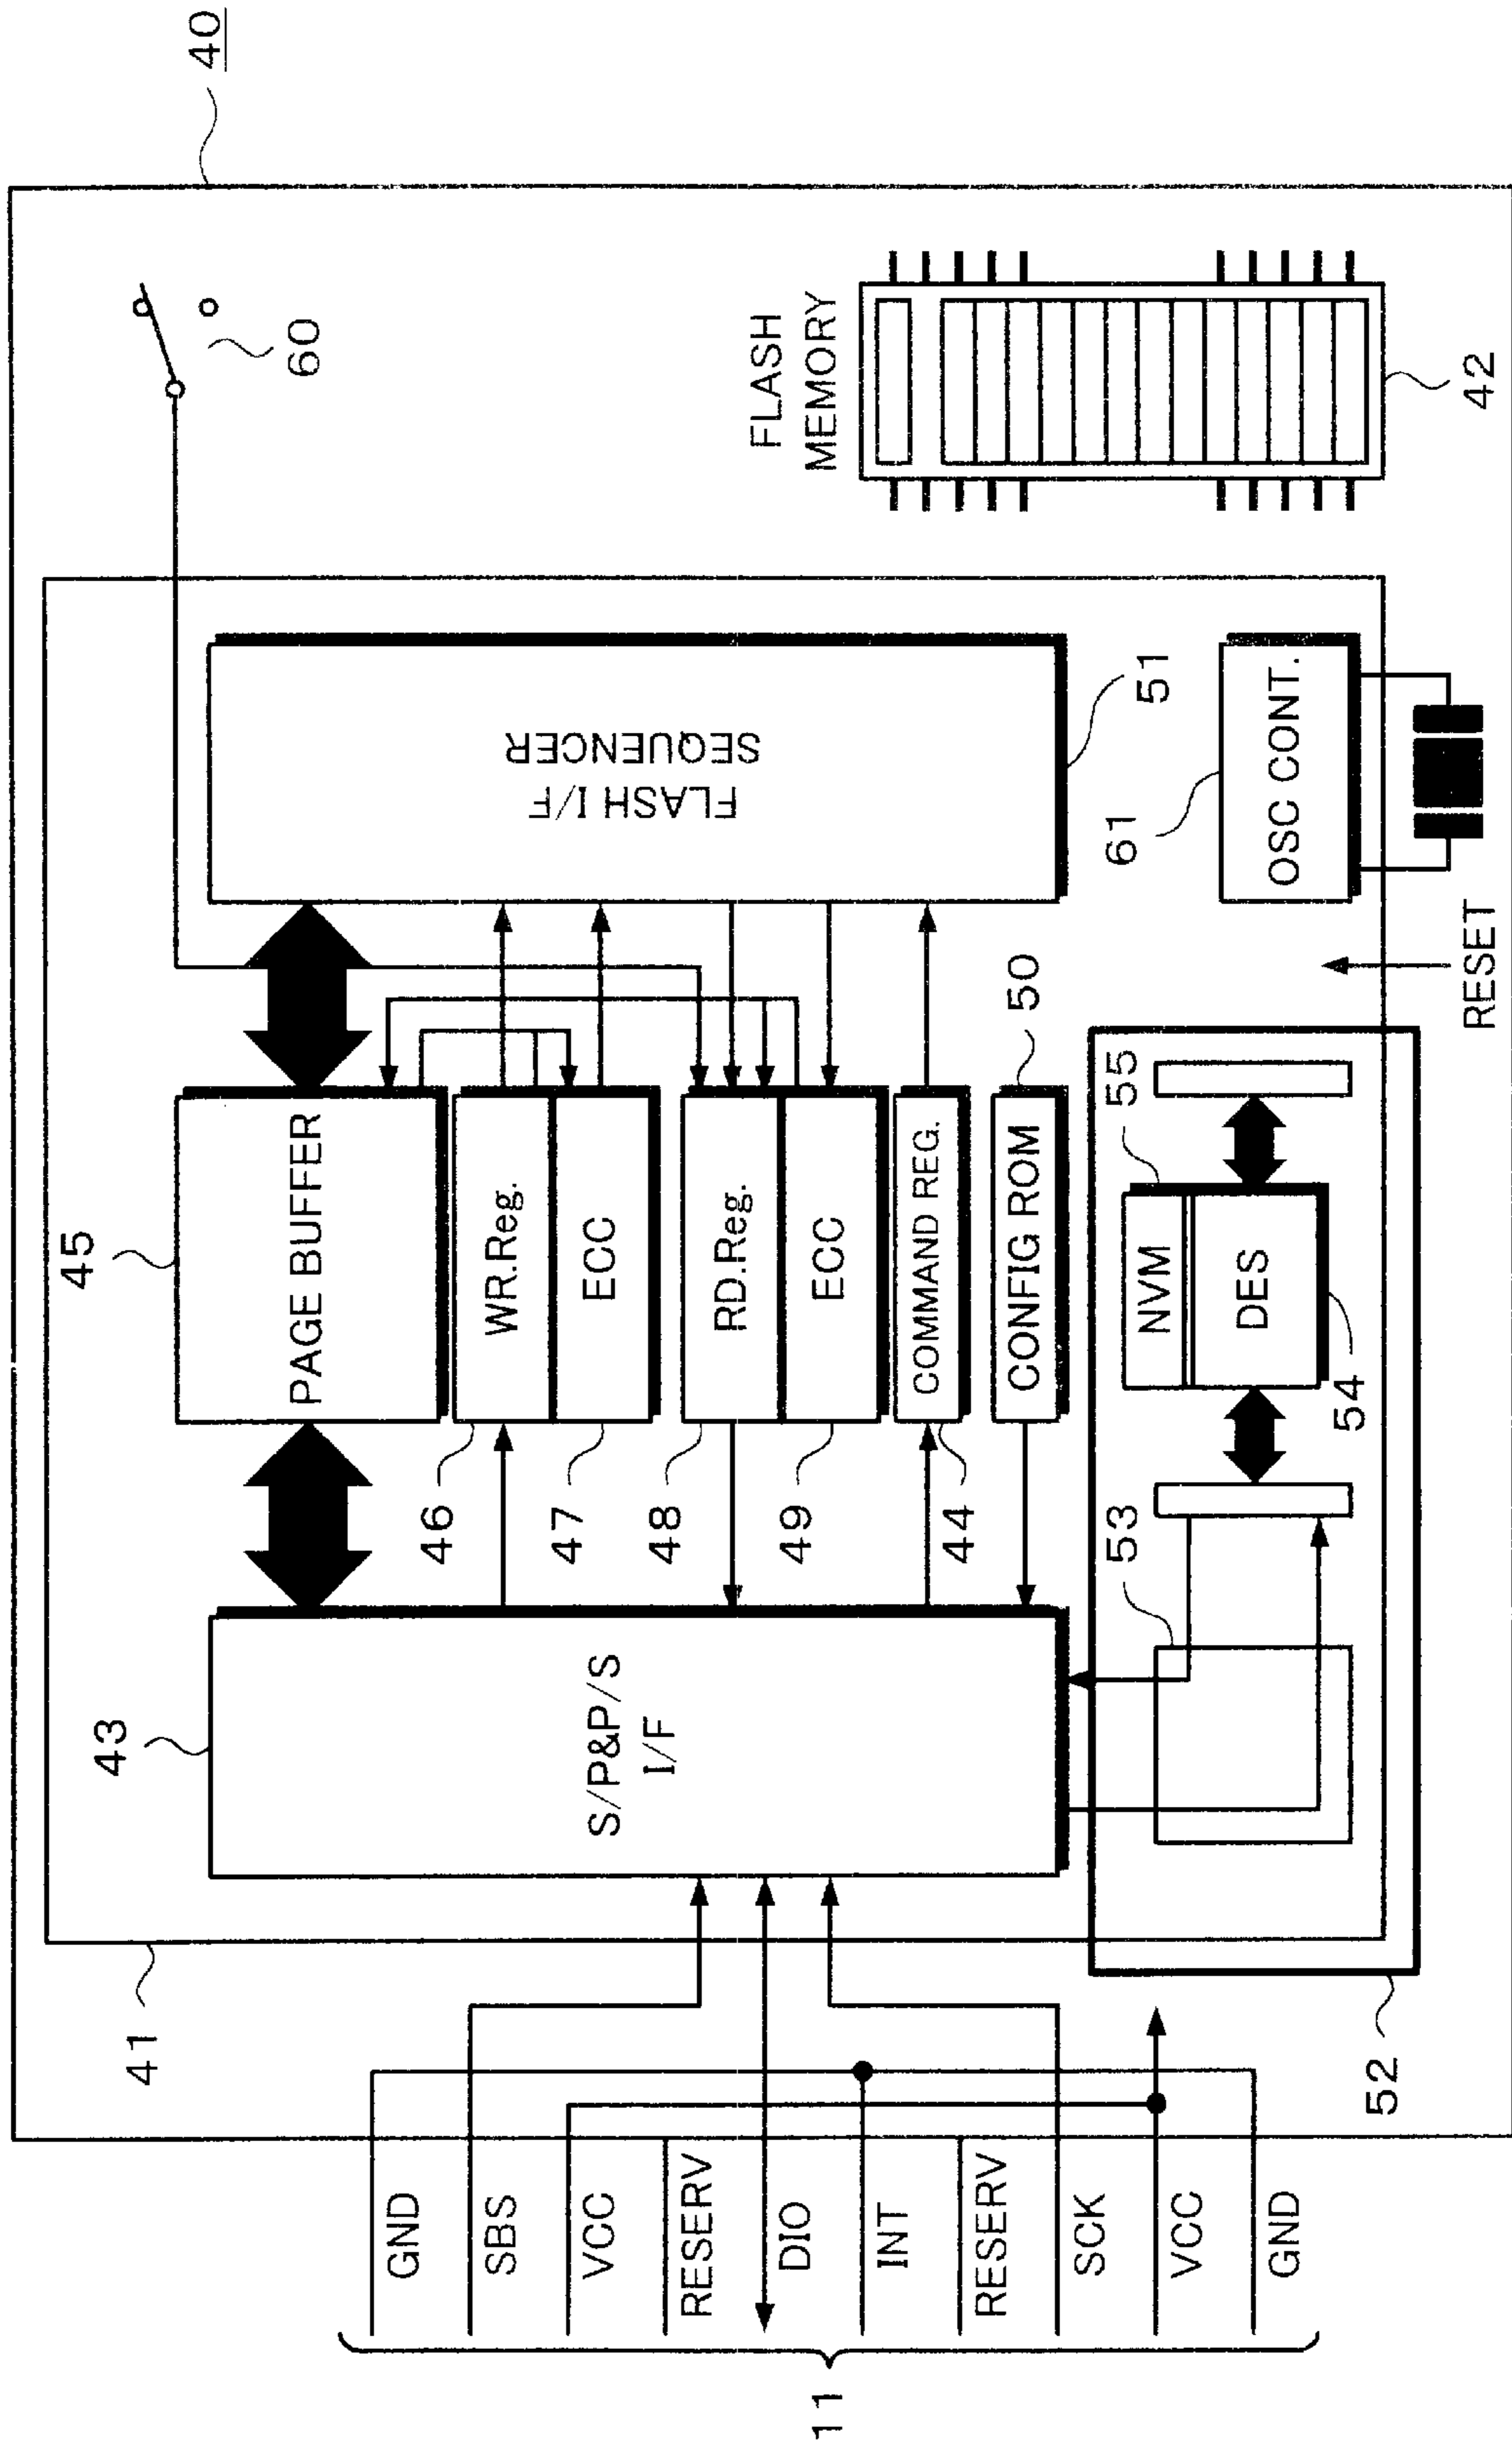 40
60
FLASH
MEMORY
42
45
PAGE BUFFER
FLASH I/F
SEQUENCER
51
43
S/P&P/S
I/F
46
WR.Reg.
47
ECC
48
RD.Reg.
49
ECC
44
COMMAND REG.
50
CONFIG ROM
61
OSC CONT.
RESET
53
55
NVM
DES
54
41
52
GND
SBS
VCC
RESERV
DIO
INT
RESERV
SCK
VCC
GND
11